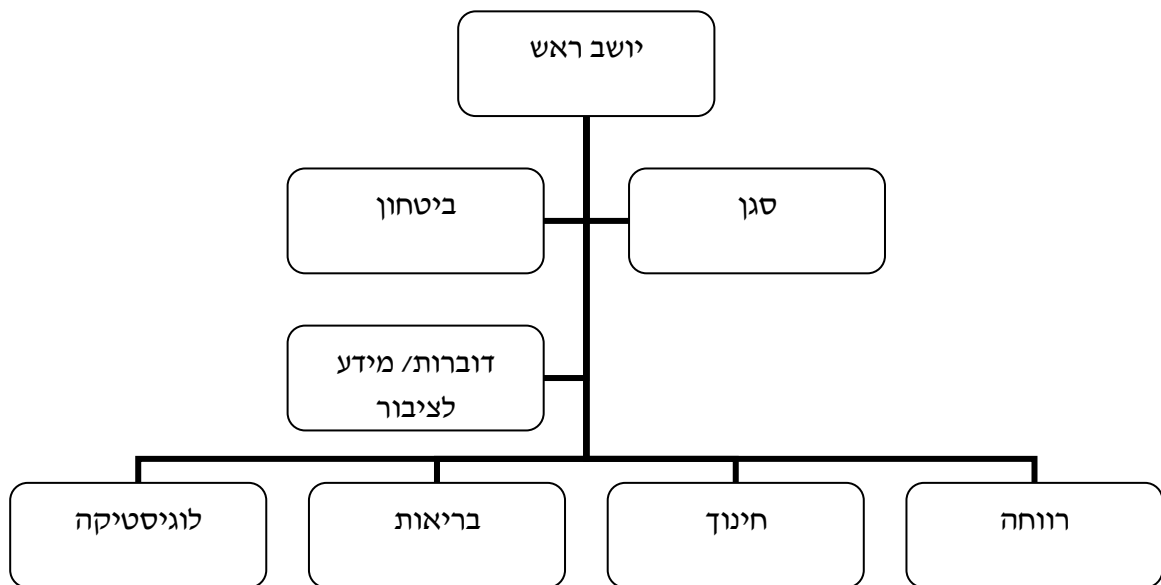 יושב ראש
סגן
ביטחון
דוברות/ מידע
לציבור
רווחה
חינוך
בריאות
לוגיסטיקה